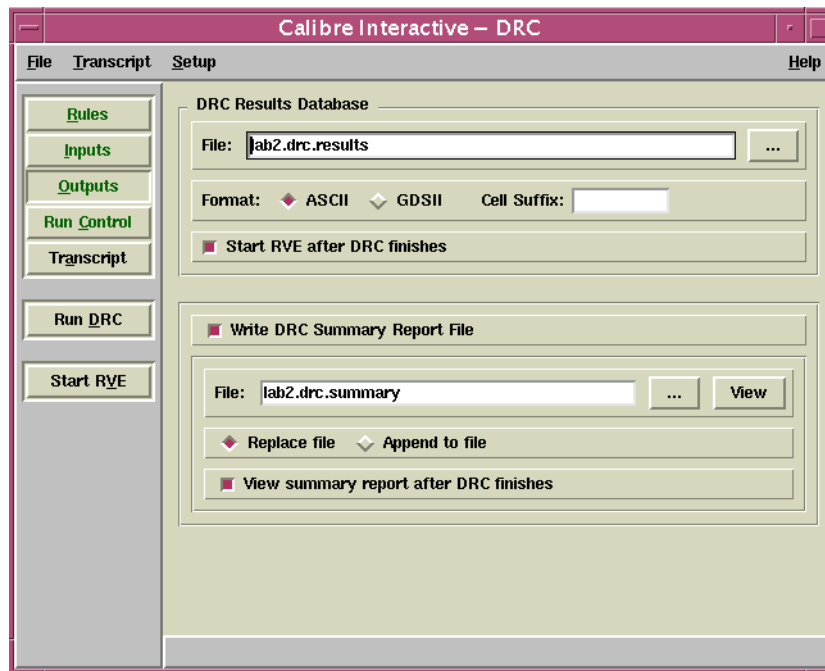 Calibre Interactive – DRC
File Transcript Setup Help
Rules
Inputs
Outputs
Run Control
Transcript
Run DRC
Start RVE
DRC Results Database
File: lab2.drc.results ...
Format: ASCII GDSII Cell Suffix:
Start RVE after DRC finishes
Write DRC Summary Report File
File: lab2.drc.summary ... View
Replace file Append to file
View summary report after DRC finishes